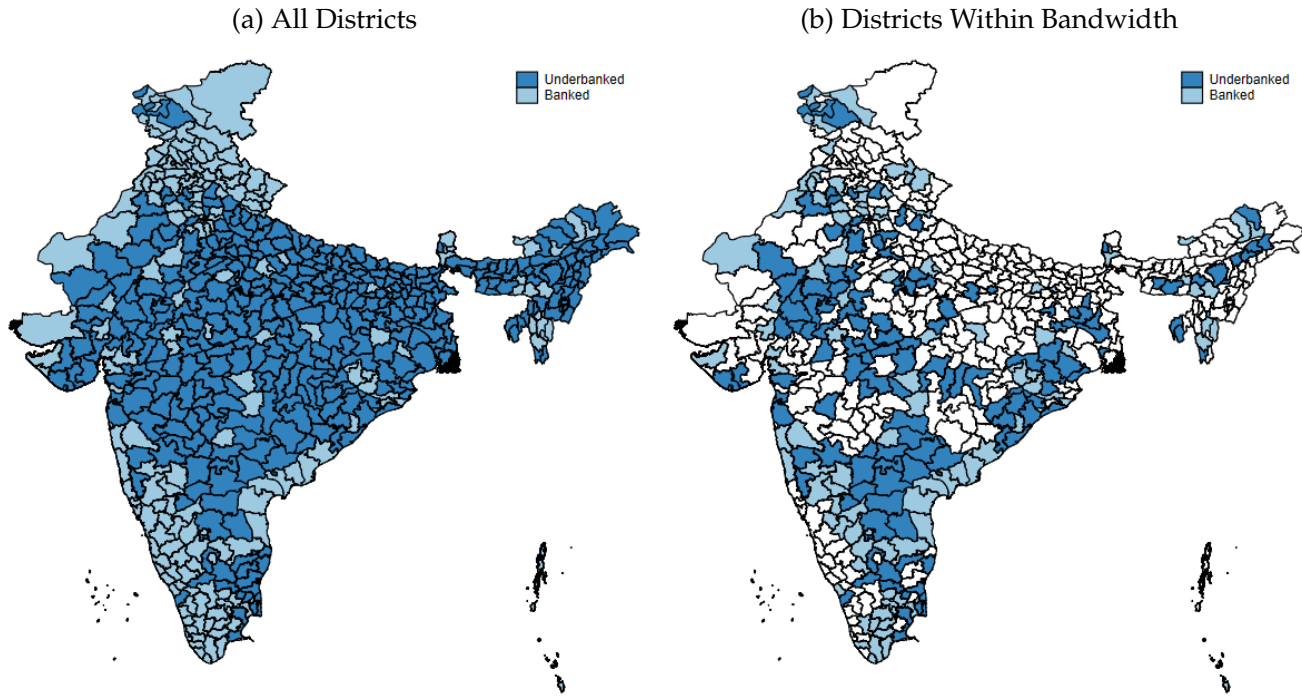 (a) All Districts
Underbanked
Banked
(b) Districts Within Bandwidth
Underbanked
Banked